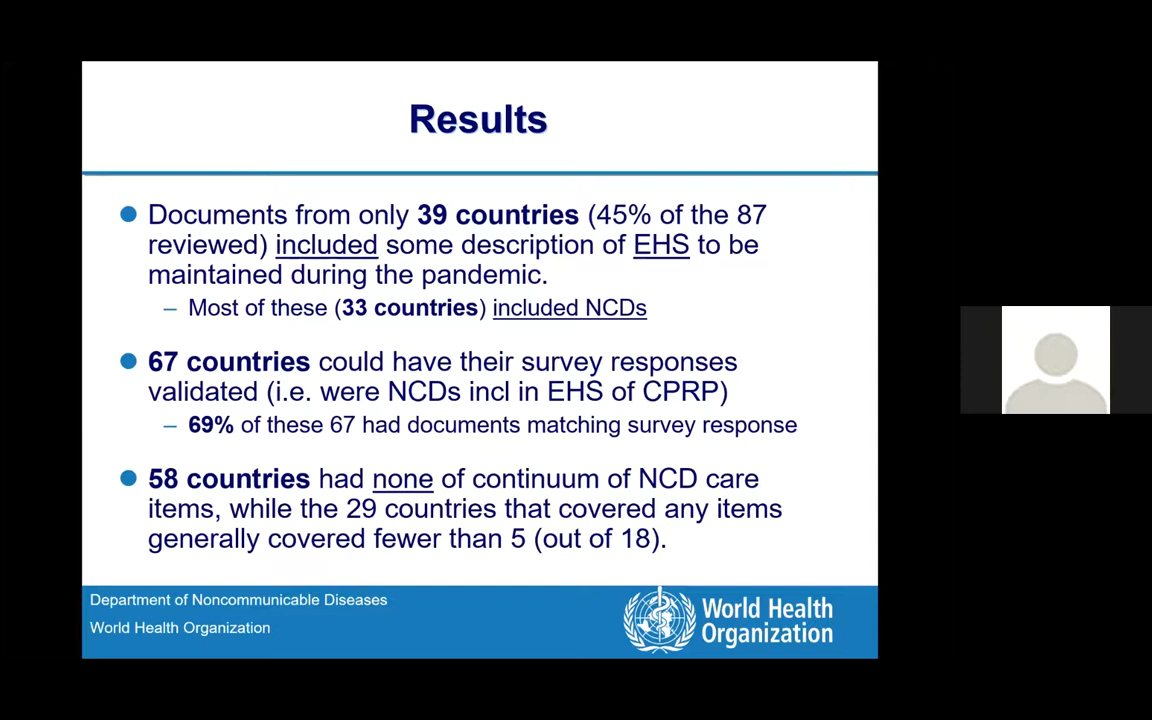 Results
Documents from only 39 countries (45% of the 87
reviewed) included some description of EHS to be
maintained during the pandemic.
– Most of these (33 countries) included NCDs
67 countries could have their survey responses
validated (i.e. were NCDs incl in EHS of CPRP)
– 69% of these 67 had documents matching survey response
58 countries had none of continuum of NCD care
items, while the 29 countries that covered any items
generally covered fewer than 5 (out of 18).
Department of Noncommunicable Diseases
World Health Organization
World Health
Organization